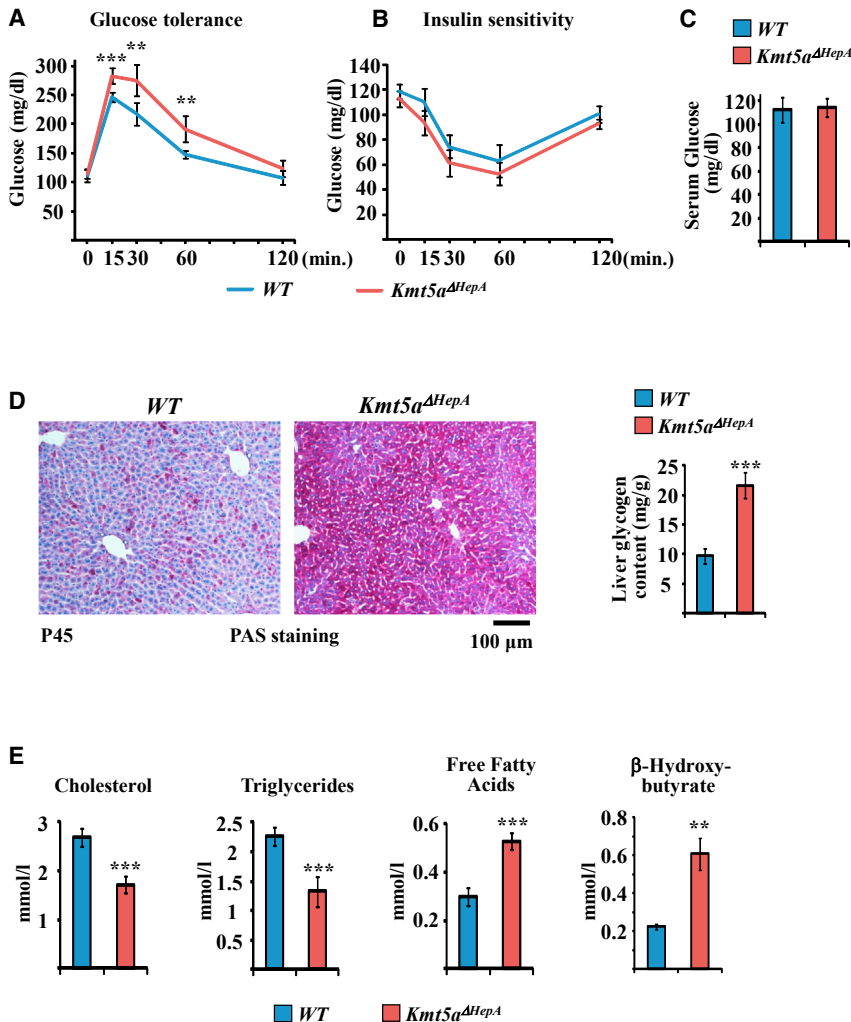 A
Glucose tolerance
Glucose (mg/dl)
300
250
200
150
100
50
***
**
**
0 15 30 60 120 (min.)
B
Insulin sensitivity
Glucose (mg/dl)
140
120
100
80
60
40
20
0 15 30 60 120 (min.)
WT
Kmt5aΔHepA
C
WT
Kmt5aΔHepA
Serum Glucose
(mg/dl)
120
100
80
60
40
20
D
WT
Kmt5aΔHepA
P45
PAS staining
100 μm
WT
Kmt5aΔHepA
Liver glycogen
content (mg/g)
25
20
15
10
5
***
E
Cholesterol
mmol/l
3
2
1
***
Triglycerides
mmol/l
2.5
2
1.5
1
0.5
***
Free Fatty
Acids
mmol/l
0.6
0.4
0.2
***
β-Hydroxy-
butyrate
mmol/l
0.8
0.6
0.4
0.2
**
WT
Kmt5aΔHepA